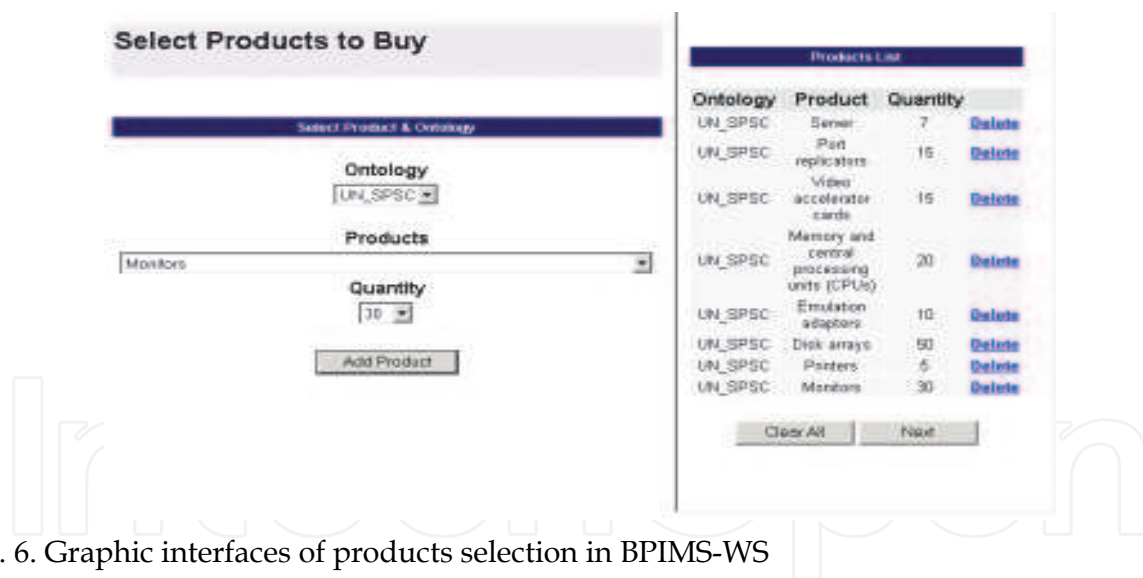 Select Products to Buy
Select Product & Ontology
Ontology
UN_SPSC
Products
Monitors
Quantity
30
Add Product
Products List
Ontology Product Quantity
UN_SPSC Server 7 Delete
UN_SPSC Port replicators 15 Delete
UN_SPSC Video accelerator cards 15 Delete
UN_SPSC Memory and central processing units (CPUs) 20 Delete
UN_SPSC Emulation adapters 10 Delete
UN_SPSC Disk arrays 50 Delete
UN_SPSC Printers 5 Delete
UN_SPSC Monitors 30 Delete
Clear All Next
IntechOpen
. 6. Graphic interfaces of products selection in BPIMS-WS